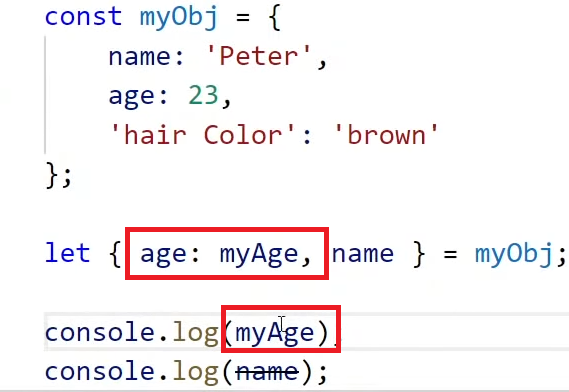 const myObj = {
name: 'Peter',
age: 23,
'hair Color': 'brown'
};
let { age: myAge, name } = myObj;
console.log(myAge)
console.log(name);